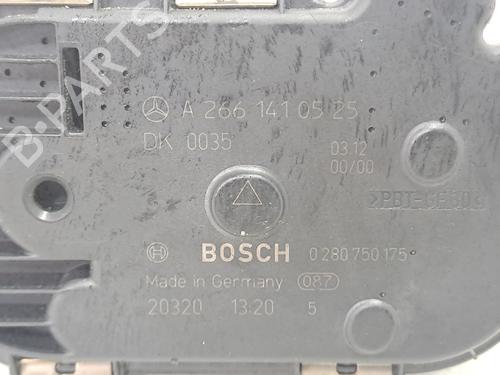 B-PARTS
A 266 141 05 25
DK 0035
03.12
00/00
BOSCH 0 280 750 175
Made in Germany 087
20320 13:20 5